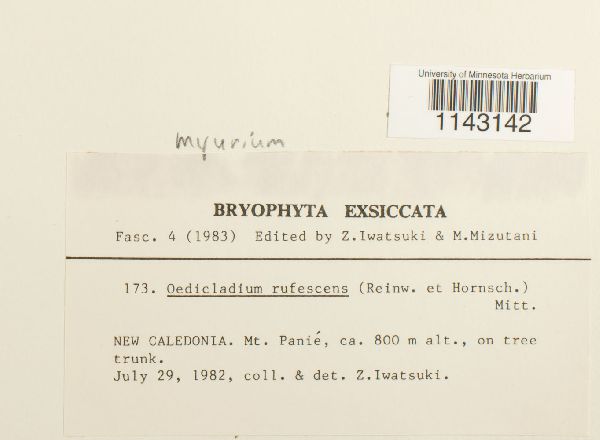 University of Minnesota Herbarium
1143142
myurium
BRYOPHYTA EXSICCATA
Fasc. 4 (1983) Edited by Z.Iwatsuki & M.Mizutani
173. Oedicladium rufescens (Reinw. et Hornsch.)
Mitt.
NEW CALEDONIA. Mt. Panié, ca. 800 m alt., on tree
trunk.
July 29, 1982, coll. & det. Z.Iwatsuki.